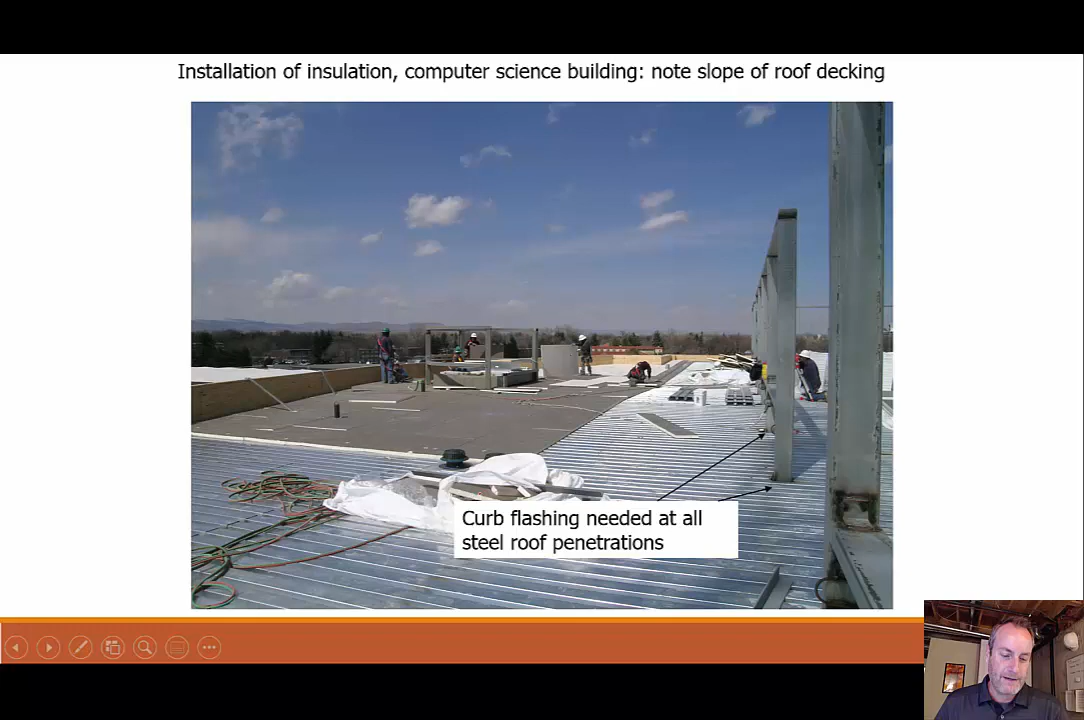 Installation of insulation, computer science building: note slope of roof decking
Curb flashing needed at all
steel roof penetrations